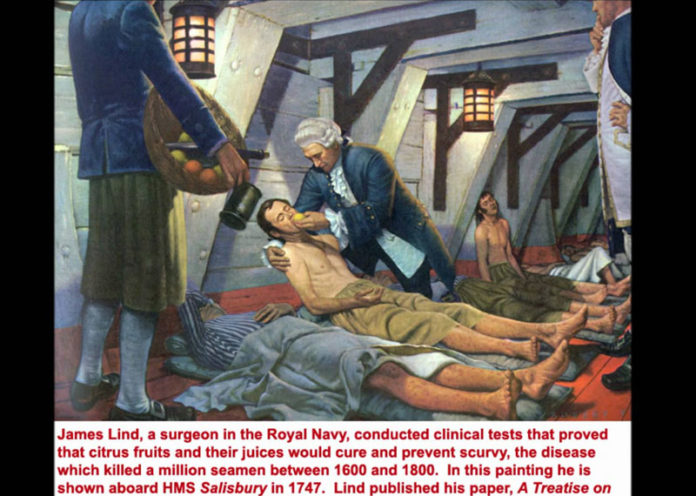 James Lind, a surgeon in the Royal Navy, conducted clinical tests that proved
that citrus fruits and their juices would cure and prevent scurvy, the disease
which killed a million seamen between 1600 and 1800. In this painting he is
shown aboard HMS Salisbury in 1747. Lind published his paper, A Treatise on